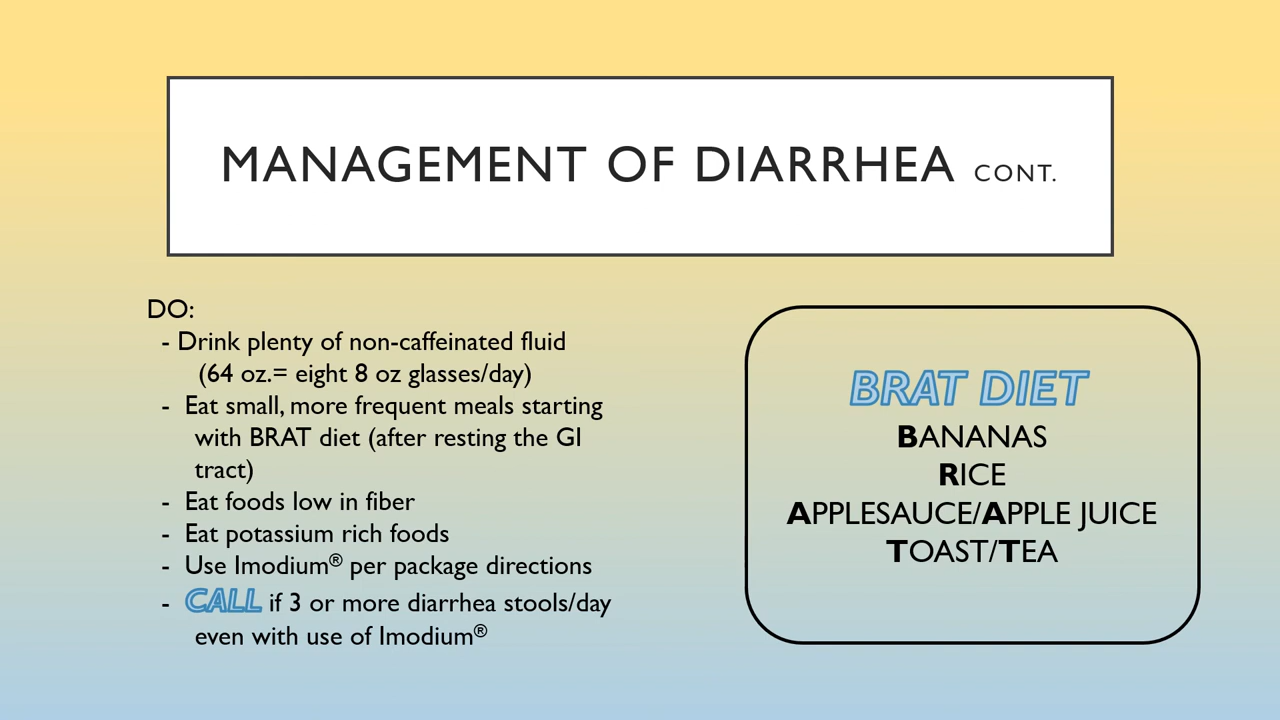 MANAGEMENT OF DIARRHEA CONT.
DO:
- Drink plenty of non-caffeinated fluid
(64 oz.= eight 8 oz glasses/day)
- Eat small, more frequent meals starting
with BRAT diet (after resting the GI
tract)
- Eat foods low in fiber
- Eat potassium rich foods
- Use Imodium® per package directions
- CALL if 3 or more diarrhea stools/day
even with use of Imodium®
BRAT DIET
BANANAS
RICE
APPLESAUCE/APPLE JUICE
TOAST/TEA